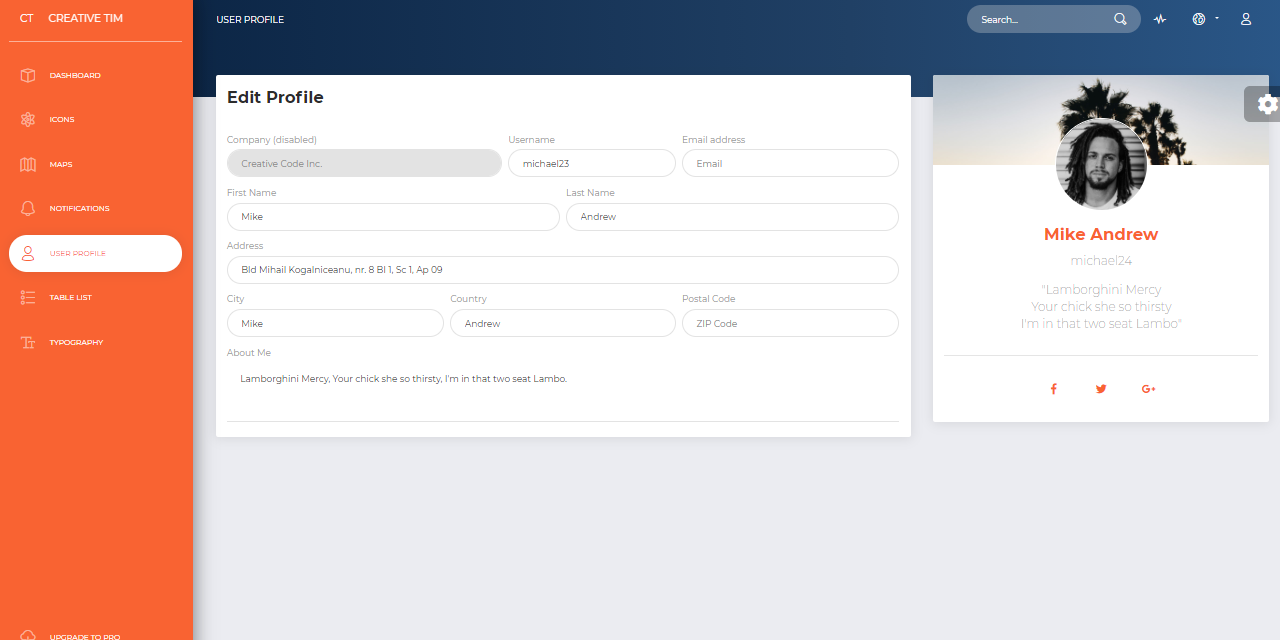 CT CREATIVE TIM
DASHBOARD
ICONS
MAPS
NOTIFICATIONS
USER PROFILE
TABLE LIST
TYPOGRAPHY
UPGRADE TO PRO
USER PROFILE
Search...
Edit Profile
Company (disabled) Username Email address
Creative Code Inc. michael23 Email
First Name Last Name
Mike Andrew
Address
Bld Mihail Kogalniceanu, nr. 8 Bl 1, Sc 1, Ap 09
City Country Postal Code
Mike Andrew ZIP Code
About Me
Lamborghini Mercy, Your chick she so thirsty, I'm in that two seat Lambo.
Mike Andrew
michael24
"Lamborghini Mercy
Your chick she so thirsty
I'm in that two seat Lambo"